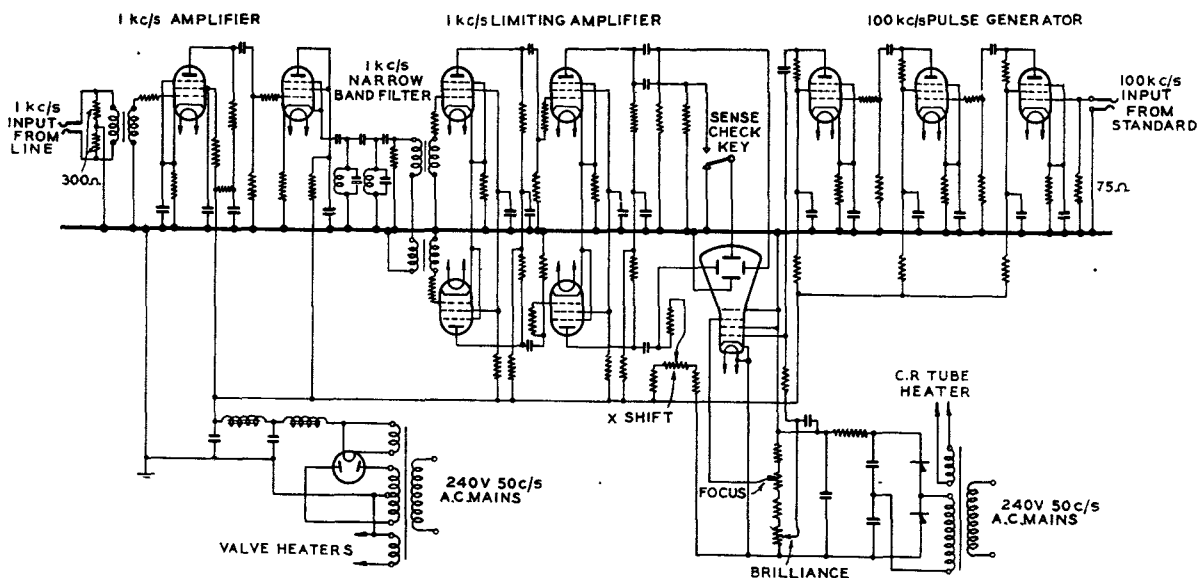 1 kc/s AMPLIFIER
1 kc/s LIMITING AMPLIFIER
100 kc/s PULSE GENERATOR
1 kc/s
INPUT
FROM
LINE
300Ω
1 kc/s
NARROW
BAND FILTER
SENSE
CHECK
KEY
100 kc/s
INPUT
FROM
STANDARD
75Ω
X SHIFT
C.R TUBE
HEATER
240V 50c/s
A.C. MAINS
VALVE HEATERS
FOCUS
BRILLIANCE
240V 50c/s
A.C. MAINS